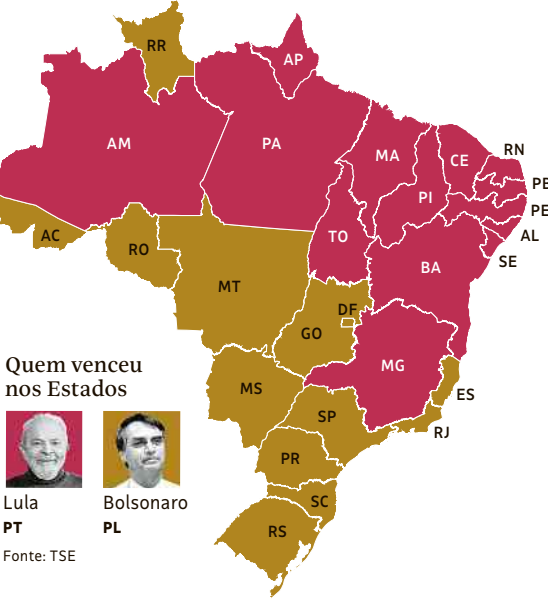 RR
AP
AM
PA
MA
CE
RN
PB
PI
PE
TO
AL
AC
RO
BA
SE
MT
DF
GO
MG
Quem venceu
nos Estados
MS
ES
SP
RJ
PR
SC
RS
Lula
PT
Bolsonaro
PL
Fonte: TSE